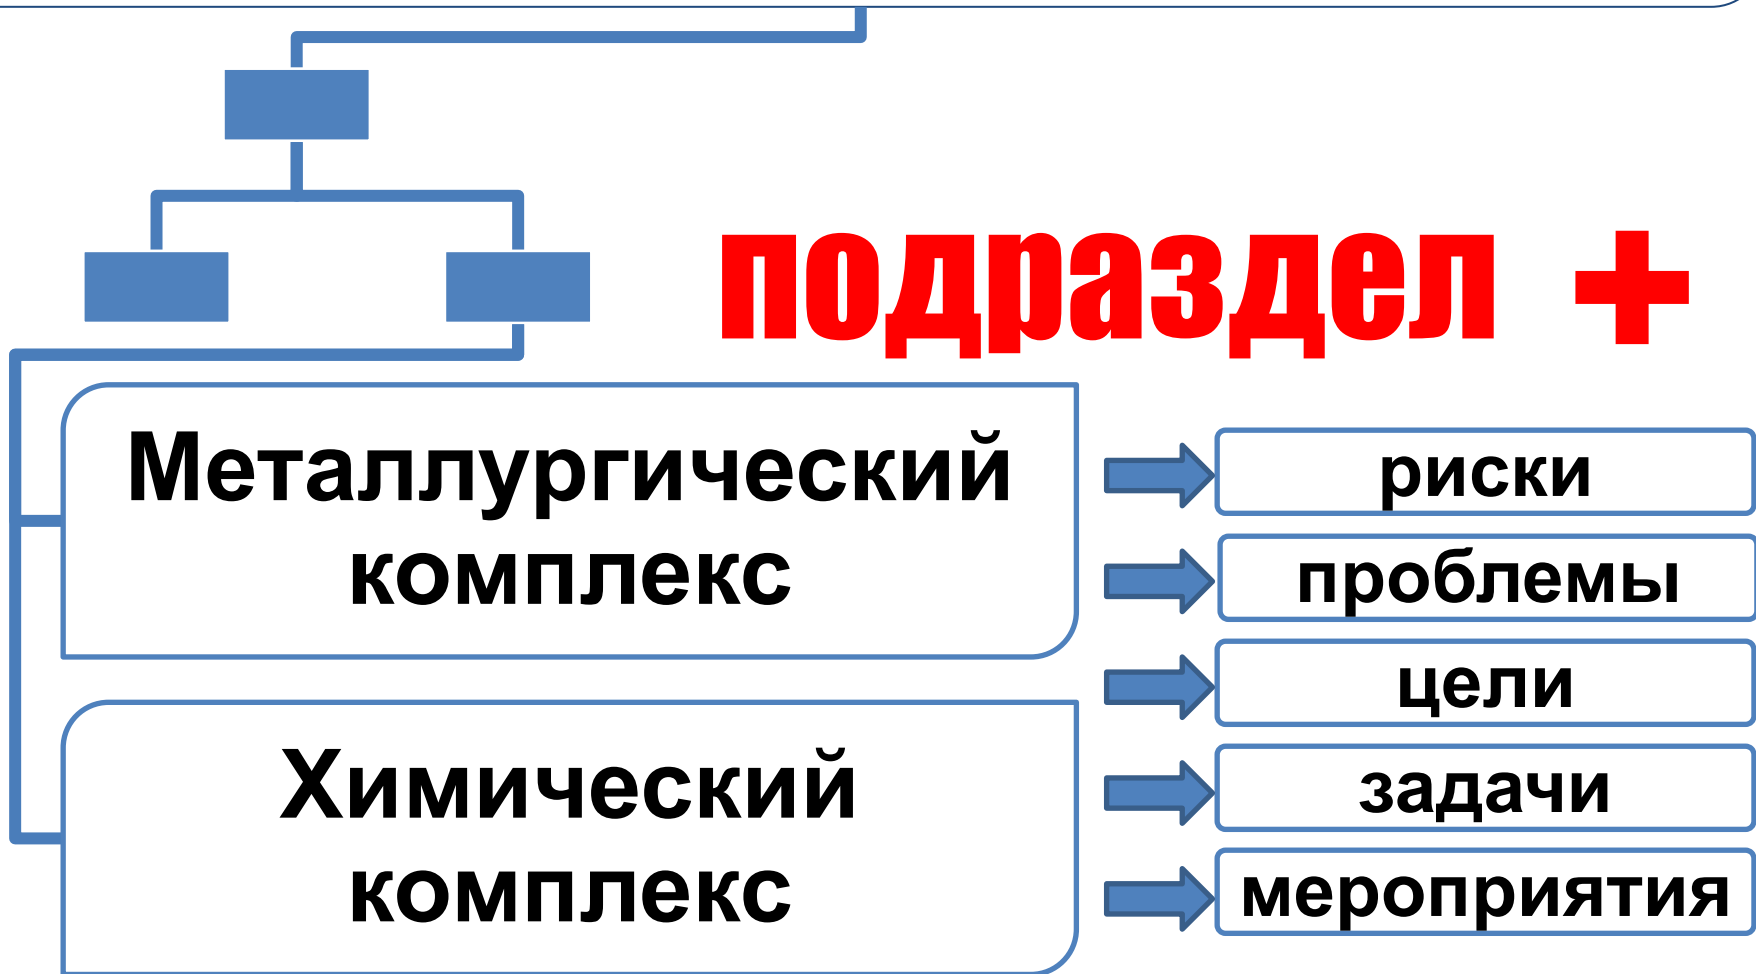 подраздел +
Металлургический
комплекс
Химический
комплекс
риски
проблемы
цели
задачи
мероприятия